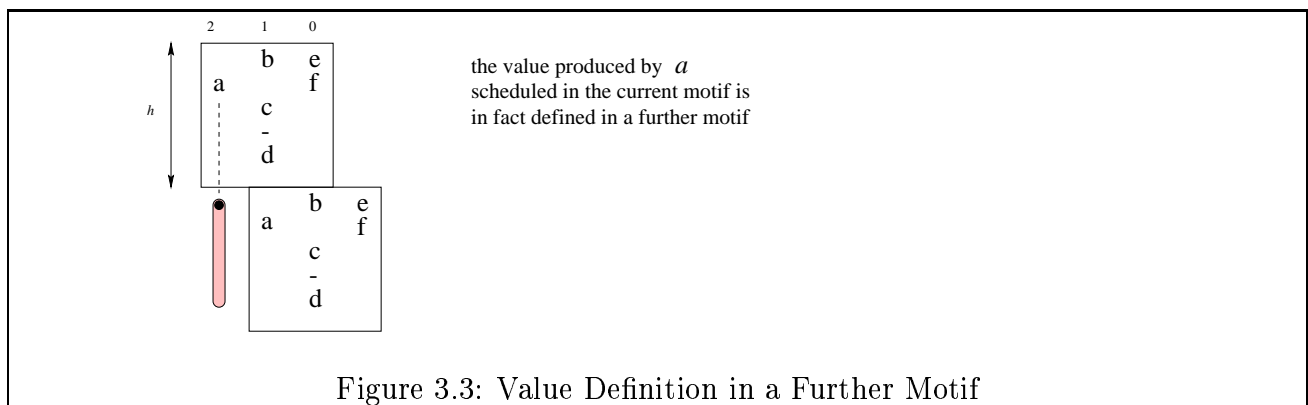 2 1 0
b e
a f
h
c
-
d
the value produced by a
scheduled in the current motif is
in fact defined in a further motif
b e
a f
c
-
d
Figure 3.3: Value Definition in a Further Motif